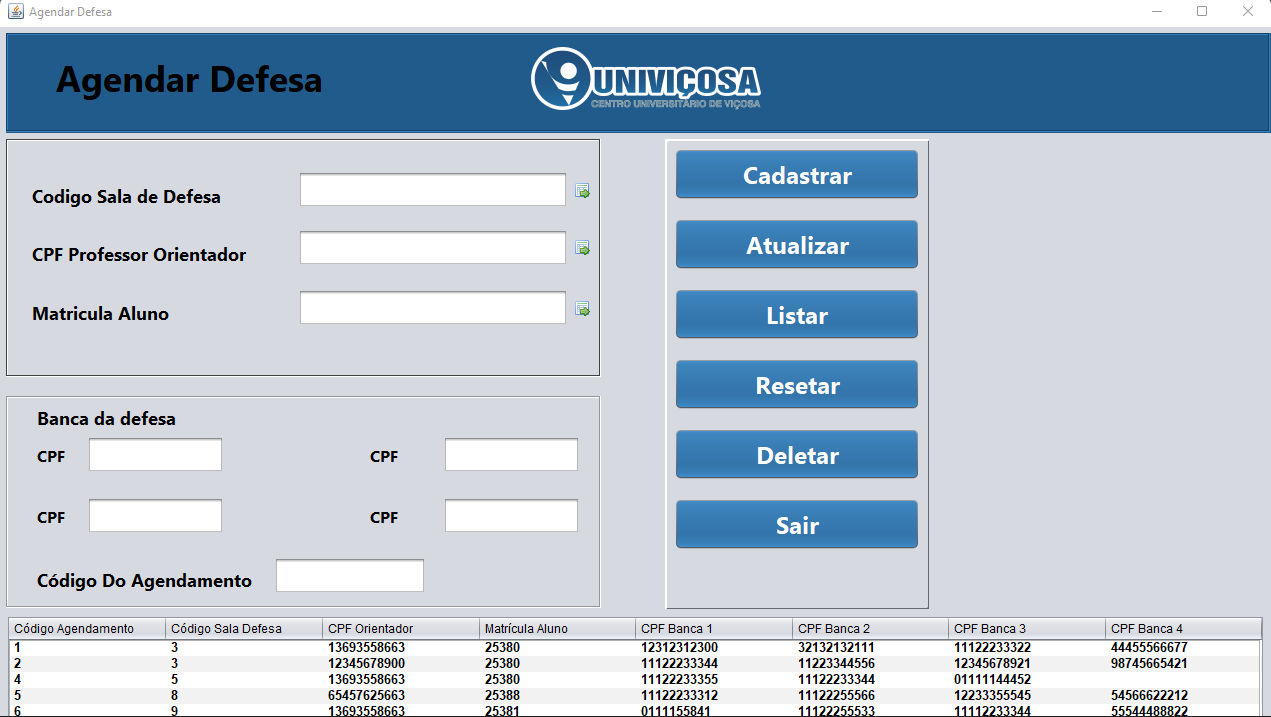 Agendar Defesa
Agendar Defesa
UNIVIÇOSA
CENTRO UNIVERSITÁRIO DE VIÇOSA
Codigo Sala de Defesa
CPF Professor Orientador
Matricula Aluno
Cadastrar
Atualizar
Listar
Resetar
Deletar
Sair
Banca da defesa
CPF CPF
CPF CPF
Código Do Agendamento
Código Agendamento Código Sala Defesa CPF Orientador Matrícula Aluno CPF Banca 1 CPF Banca 2 CPF Banca 3 CPF Banca 4
1 3 13693558663 25380 12312312300 32132132111 11122233322 44455566677
2 3 12345678900 25380 11122233344 11223344556 12345678921 98745665421
4 5 13693558663 25380 11122233355 11122233344 01111144452
5 8 65457625663 25388 11122233312 11122255566 12233355545 54566622212
6 9 13693558663 25381 0111155841 11122255533 11112233344 55544488822